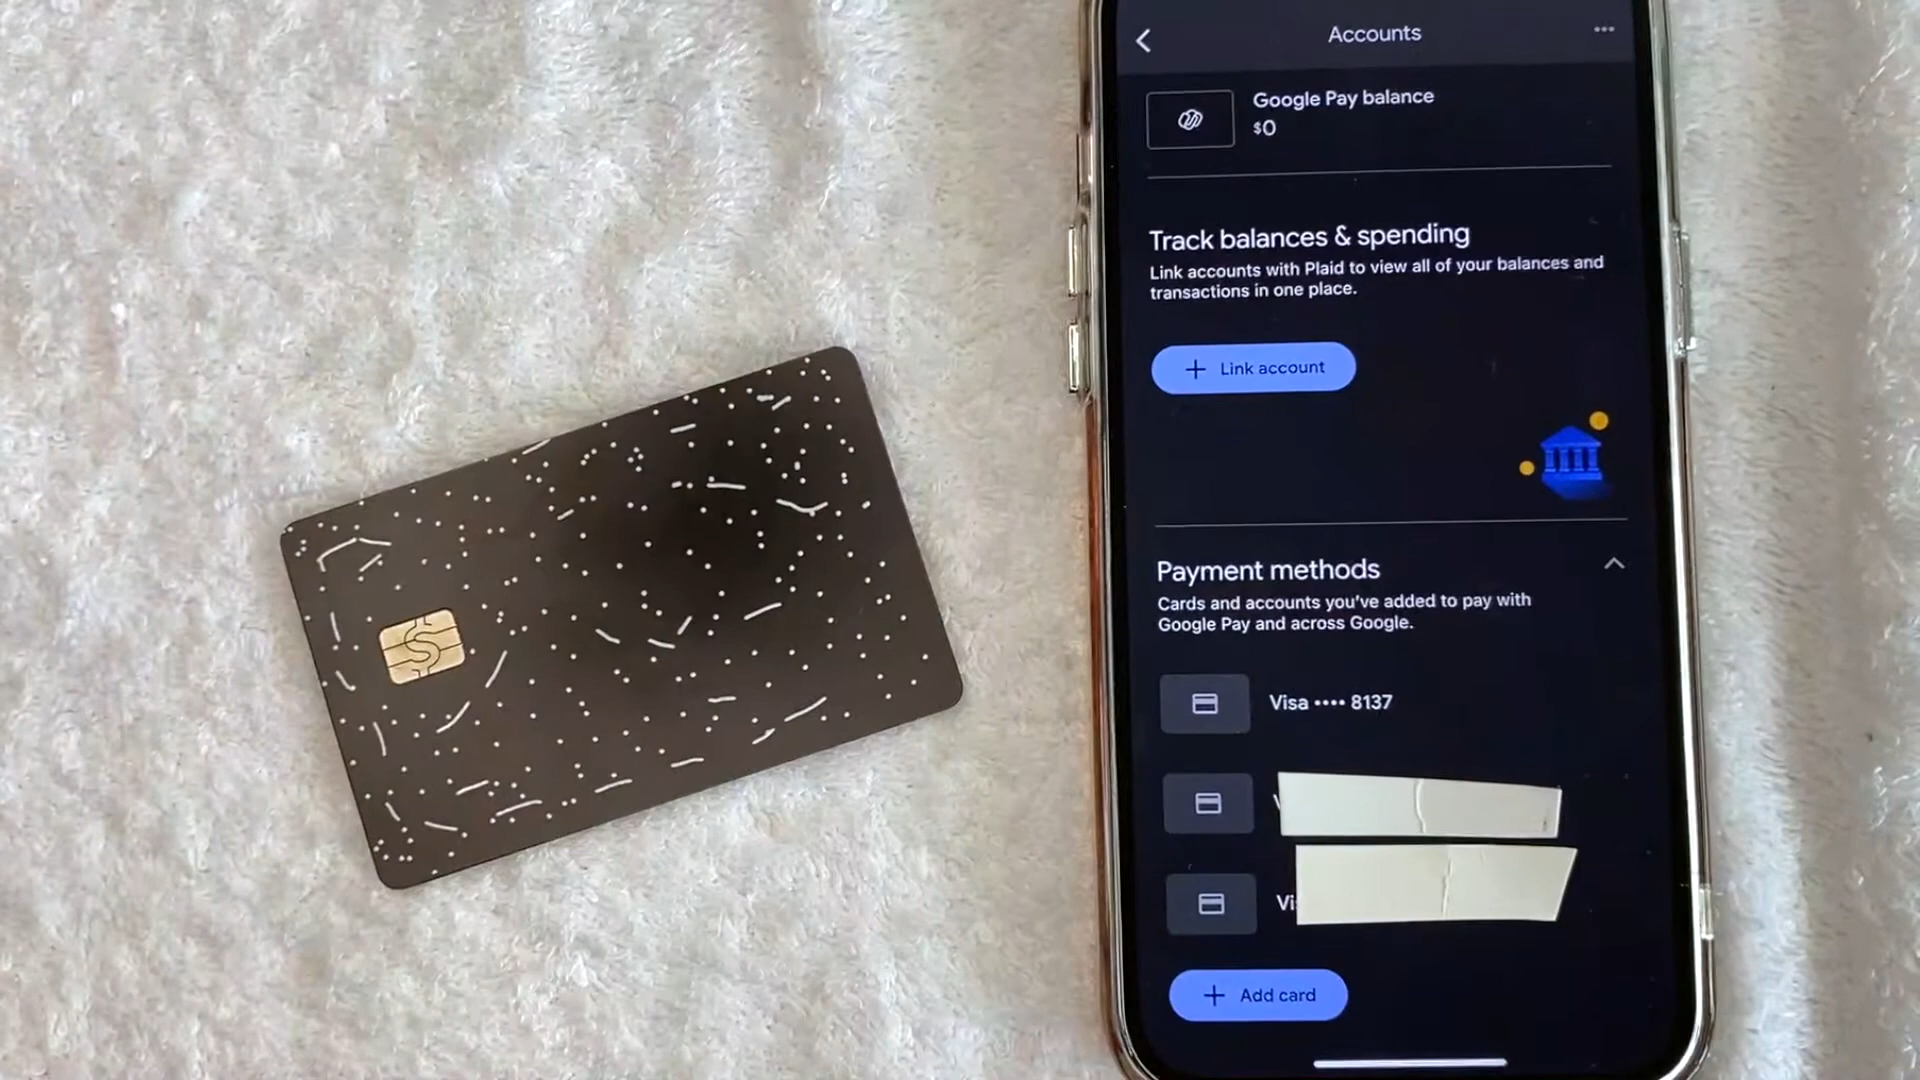 Accounts
Google Pay balance
$0
Track balances & spending
Link accounts with Plaid to view all of your balances and
transactions in one place.
+ Link account
Payment methods
Cards and accounts you've added to pay with
Google Pay and across Google.
Visa •••• 8137
+ Add card